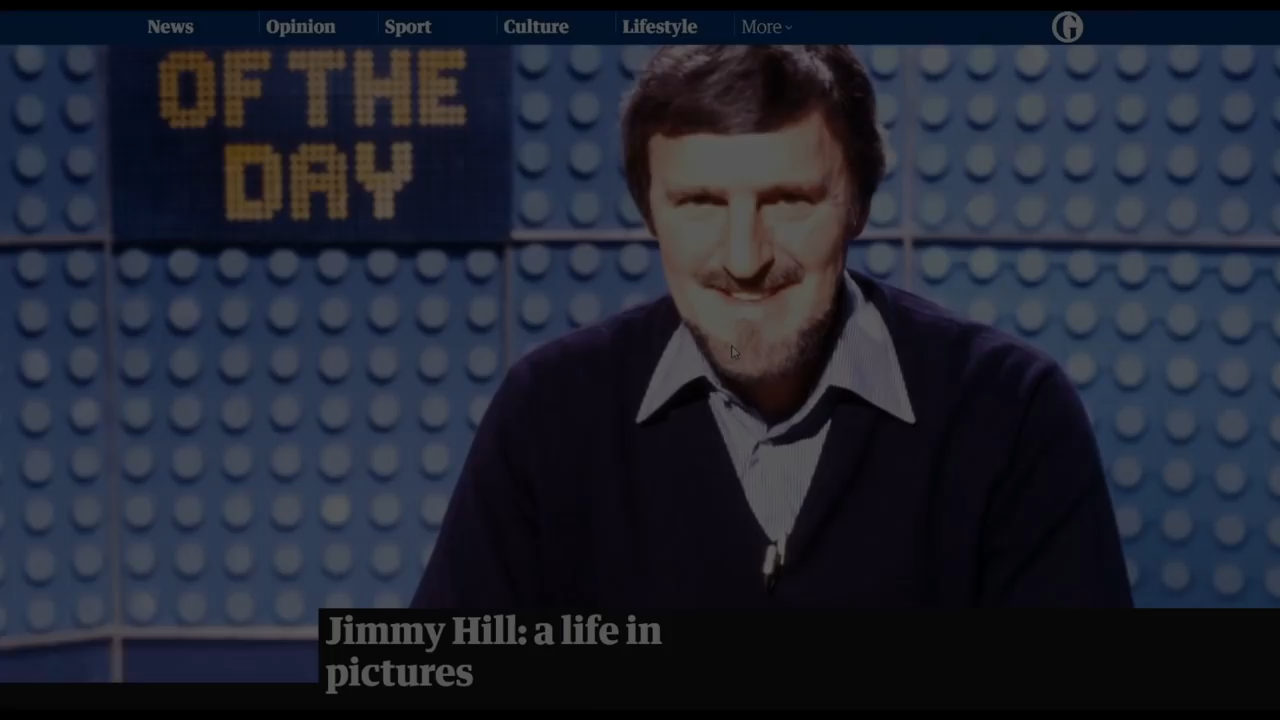 News Opinion Sport Culture Lifestyle More
OF THE
DAY
Jimmy Hill: a life in
pictures